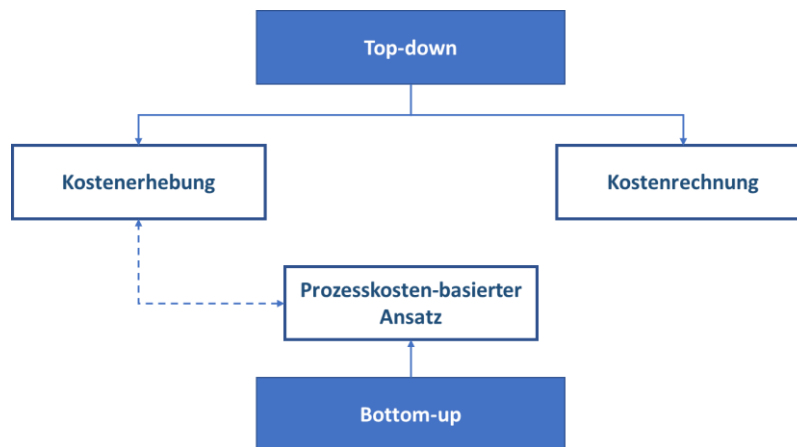 Top-down
Kostenerhebung
Kostenrechnung
Prozesskosten-basierter
Ansatz
Bottom-up